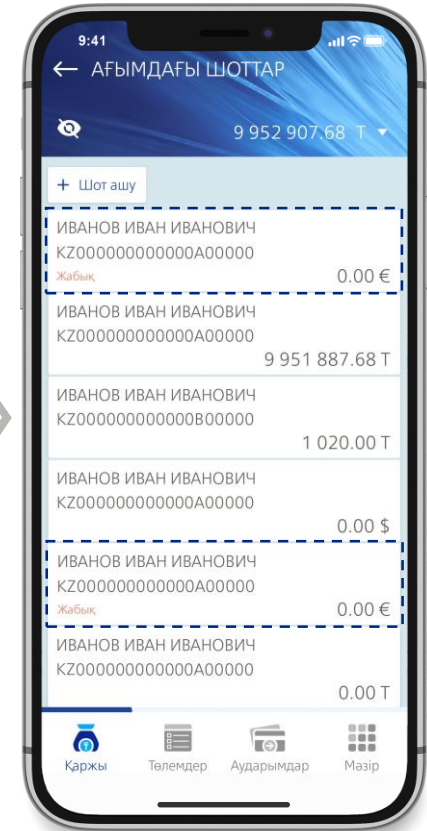 9:41
← АҒЫМДАҒЫ ШОТТАР
9 952 907.68 Т
+ Шот ашу
ИВАНОВ ИВАН ИВАНОВИЧ
KZ000000000000A00000
Жабық
0.00 €
ИВАНОВ ИВАН ИВАНОВИЧ
KZ000000000000A00000
9 951 887.68 Т
ИВАНОВ ИВАН ИВАНОВИЧ
KZ000000000000B00000
1 020.00 Т
ИВАНОВ ИВАН ИВАНОВИЧ
KZ000000000000A00000
0.00 $
ИВАНОВ ИВАН ИВАНОВИЧ
KZ000000000000A00000
Жабық
0.00 €
ИВАНОВ ИВАН ИВАНОВИЧ
KZ000000000000A00000
0.00 Т
Қаржы Төлемдер Аударымдар Мәзір